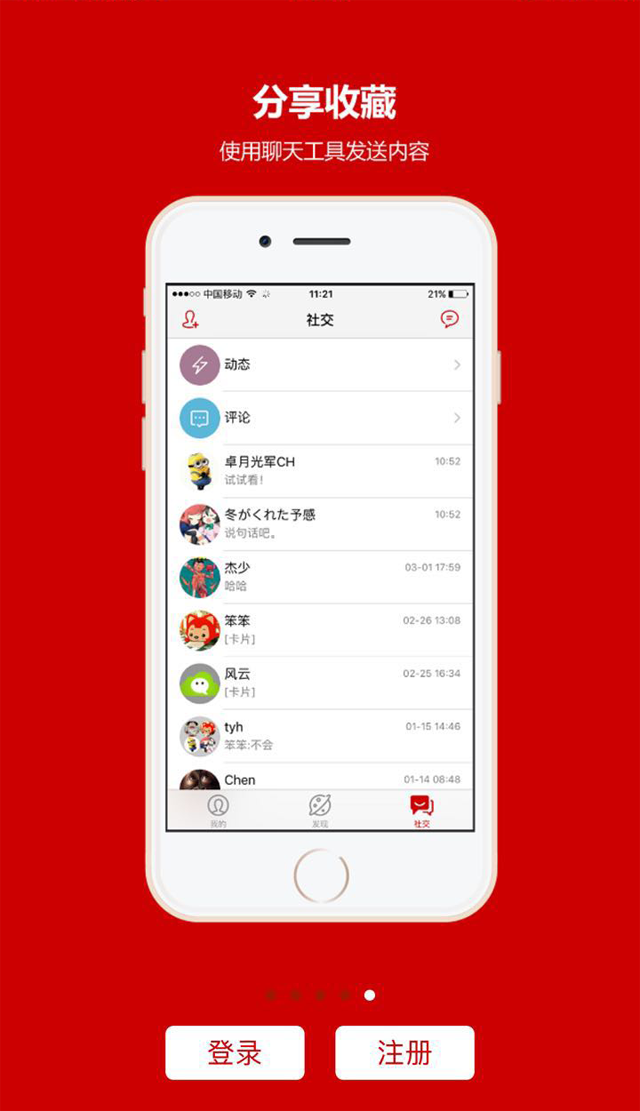 分享收藏
使用聊天工具发送内容
中国移动 11:21 21%
社交
动态
评论
卓月光军CH 10:52
试试看！
冬がくれた予感 10:52
说句话吧。
杰少 03-01 17:59
哈哈
笨笨 02-26 13:08
[卡片]
风云 02-25 16:34
[卡片]
tyh 01-15 14:46
笨笨:不会
Chen 01-14 08:48
我的 发现 社交
登录 注册